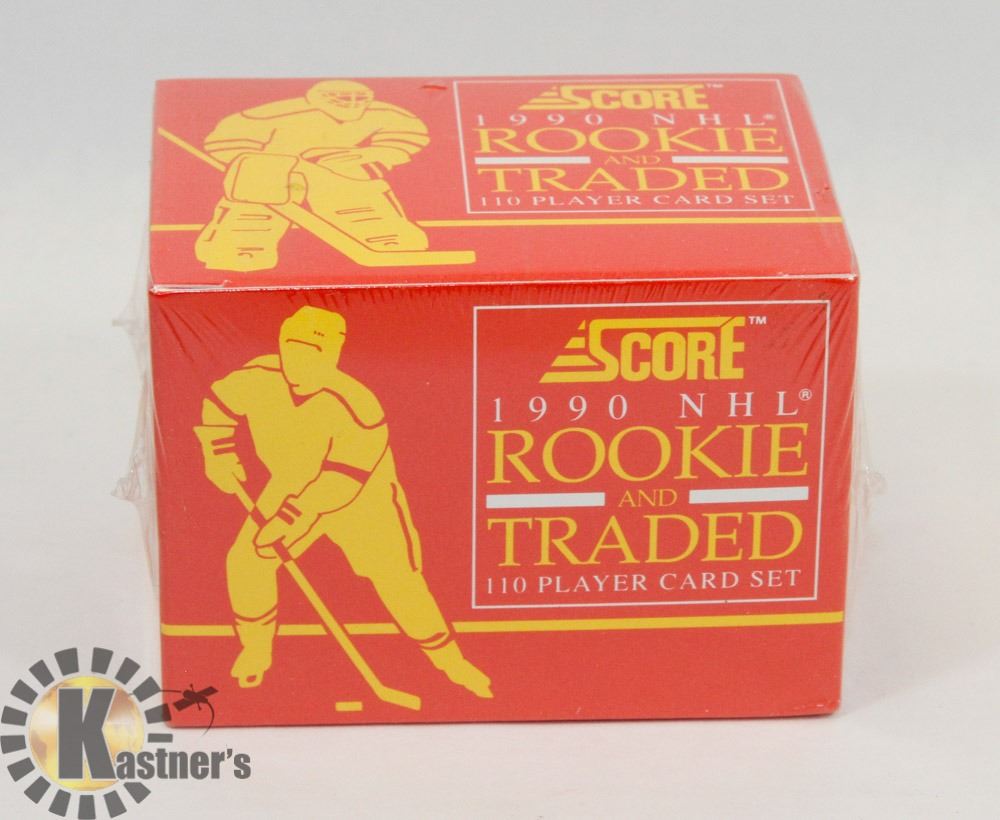 SCORE™
1990 NHL®
ROOKIE
AND
TRADED
110 PLAYER CARD SET
SCORE™
1990 NHL®
ROOKIE
AND
TRADED
110 PLAYER CARD SET
Kastner's